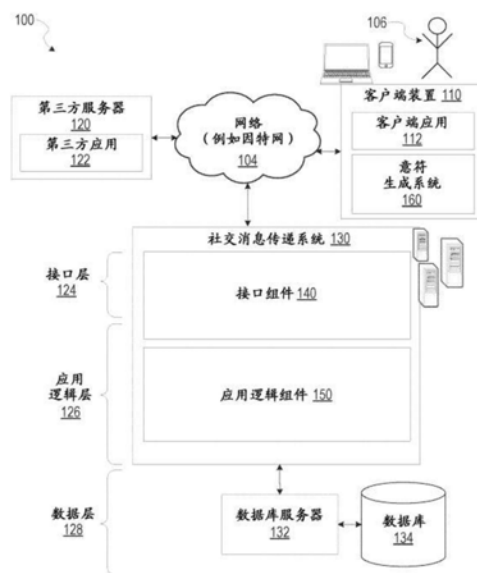 100
106
第三方服务器
120
第三方应用
122
网络
(例如因特网)
104
客户端装置 110
客户端应用
112
意符
生成系统
160
社交消息传递系统 130
接口层
124
接口组件 140
应用
逻辑层
126
应用逻辑组件 150
数据层
128
数据库服务器
132
数据库
134